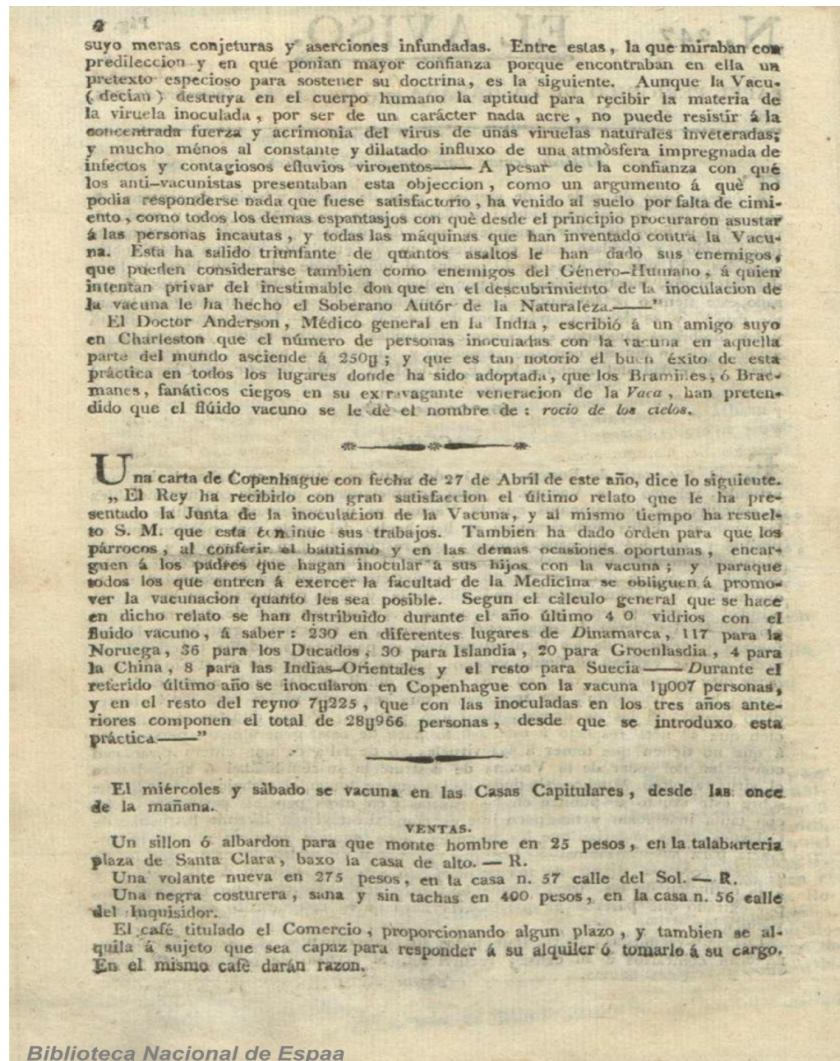 2
suyo meras conjeturas y aserciones infundadas. Entre estas, la que miraban con
predileccion y en qué ponian mayor confianza porque encontraban en ella un
pretexto especioso para sostener su doctrina, es la siguiente. Aunque la Vacu-
(decian) destruya en el cuerpo humano la aptitud para recibir la materia de
la viruela inoculada, por ser de un carácter nada acre, no puede resistir á la
concentrada fuerza y acrimonia del virus de unas viruelas naturales inveteradas;
y mucho ménos al constante y dilatado influxo de una atmòsfera impregnada de
infectos y contagiosos efluvios virolentos—— A pesar de la confianza con què
los anti-vacunistas presentaban esta objeccion, como un argumento á què no
podia responderse nada que fuese satisfactorio, ha venido al suelo por falta de cimi-
ento, como todos los demas espantasjos con què desde el principio procuraron asustar
á las personas incautas, y todas las máquinas que han inventado contra la Vacu-
na. Esta ha salido triunfante de quantos asaltos le han dado sus enemigos,
que pueden considerarse tambien como enemigos del Género-Humano, á quien
intentan privar del inestimable don que en el descubrimiento de la inoculacion de
la vacuna le ha hecho el Soberano Autór de la Naturaleza.——"
El Doctor Anderson, Médico general en la India, escribió á un amigo suyo
en Charleston que el número de personas inoculadas con la vacuna en aquella
parte del mundo asciende á 250y; y que es tan notorio el buen éxito de esta
práctica en todos los lugares donde ha sido adoptada, que los Bramines, ó Brac-
manes, fanáticos ciegos en su extravagante veneracion de la Vaca, han preten-
dido que el flúido vacuno se le dè el nombre de: rocio de los cielos.
Una carta de Copenhague con fecha de 27 de Abril de este año, dice lo siguiente.
„ El Rey ha recibido con gran satisfaccion el último relato que le ha pre-
sentado la Junta de la inoculacion de la Vacuna, y al mismo tiempo ha resuel-
to S. M. que esta continue sus trabajos. Tambien ha dado órden para que los
párrocos, al conferir el bautismo y en las demas ocasiones oportunas, encar-
guen á los padres que hagan inocular á sus hijos con la vacuna; y paraque
todos los que entren á exercer la facultad de la Medicina se obliguen á promo-
ver la vacunacion quanto les sea posible. Segun el càlculo general que se hace
en dicho relato se han distribuido durante el año último 4 0 vidrios con el
fluido vacuno, á saber: 230 en diferentes lugares de Dinamarca, 117 para la
Noruega, 36 para los Ducados, 30 para Islandia, 20 para Groenlasdia, 4 para
la China, 8 para las Indias-Orientales y el resto para Suecia—— Durante el
referido último año se inocularon en Copenhague con la vacuna 1y007 personas,
y en el resto del reyno 7y225, que con las inoculadas en los tres años ante-
riores componen el total de 28y966 personas, desde que se introduxo esta
práctica——"
El miércoles y sàbado se vacuna en las Casas Capitulares, desde las once
de la mañana.
VENTAS.
Un sillon ó albardon para que monte hombre en 25 pesos, en la talabarteria
plaza de Santa Clara, baxo la casa de alto. — R.
Una volante nueva en 275 pesos, en la casa n. 57 calle del Sol. — R.
Una negra costurera, sana y sin tachas en 400 pesos, en la casa n. 56 calle
del Inquisidor.
El café titulado el Comercio, proporcionando algun plazo, y tambien se al-
quila á sujeto que sea capaz para responder á su alquiler ó tomarlo á su cargo.
En el mismo cafè darán razon.
Biblioteca Nacional de Espaa